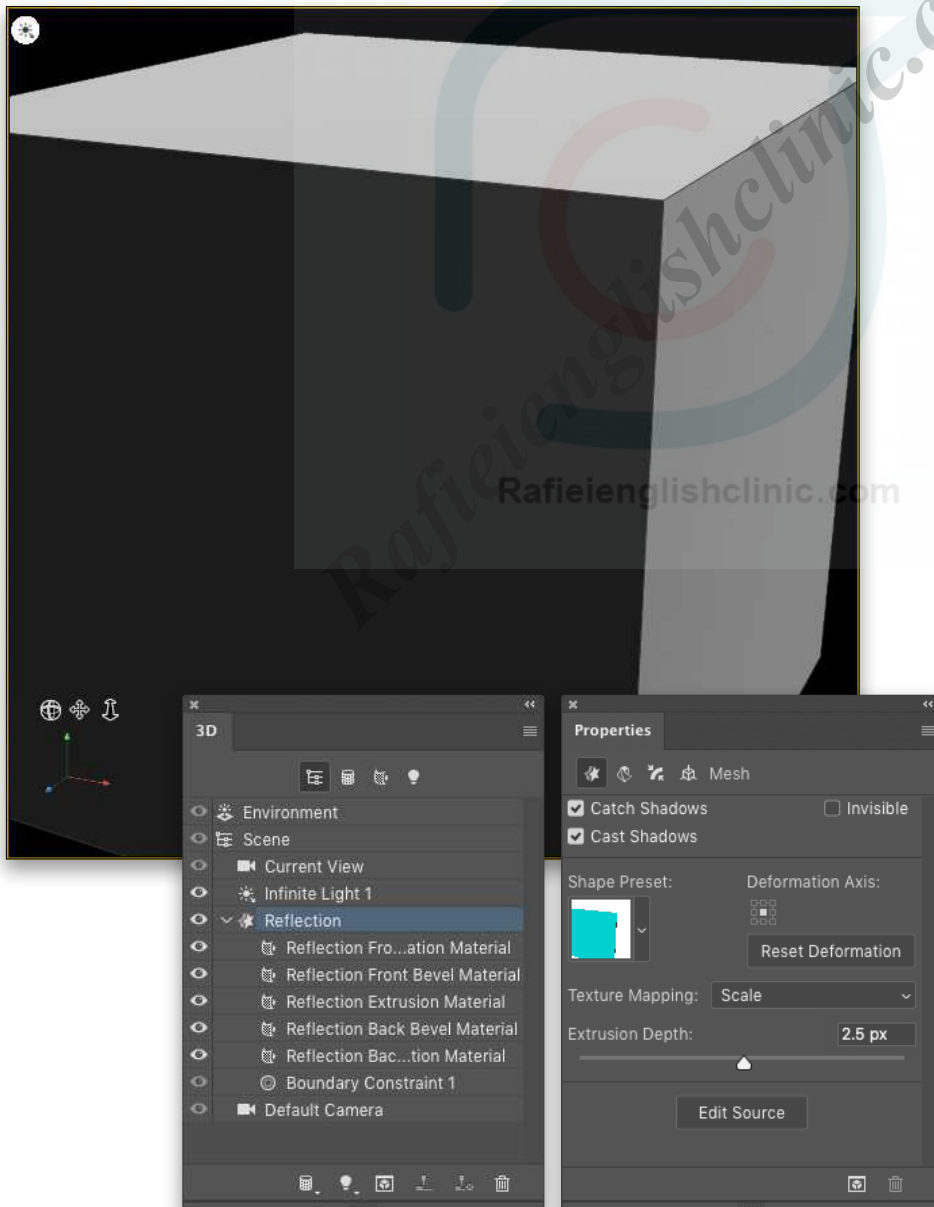 Rafieienglishclinic.c
Rafieienglishclinic.com
3D
Environment
Scene
Current View
Infinite Light 1
Reflection
Reflection Fro...ation Material
Reflection Front Bevel Material
Reflection Extrusion Material
Reflection Back Bevel Material
Reflection Bac...tion Material
Boundary Constraint 1
Default Camera
Properties
Mesh
Catch Shadows Invisible
Cast Shadows
Shape Preset: Deformation Axis:
Reset Deformation
Texture Mapping: Scale
Extrusion Depth: 2.5 px
Edit Source